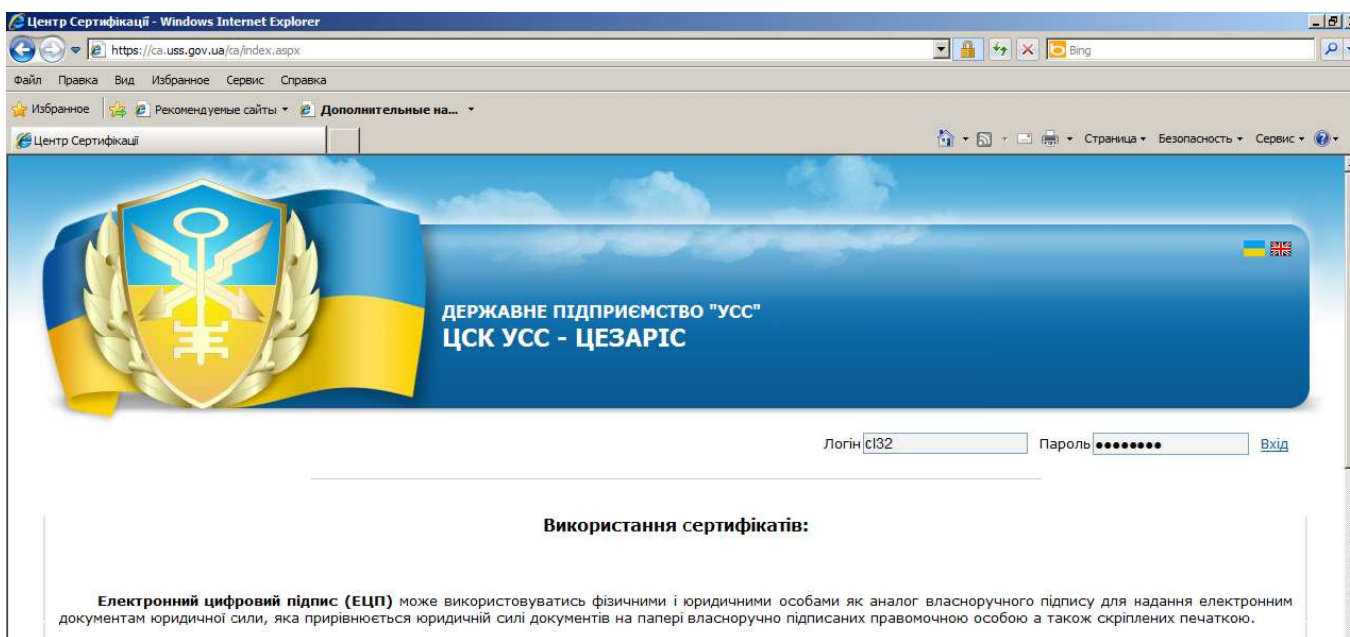 Центр Сертифікації - Windows Internet Explorer
https://ca.uss.gov.ua/ca/index.aspx
Bing
Файл Правка Вид Избранное Сервис Справка
Избранное Рекомендуемые сайты Дополнительные на...
Центр Сертифікації Страница Безопасность Сервис
ДЕРЖАВНЕ ПІДПРИЄМСТВО "УСС"
ЦСК УСС - ЦЕЗАРІС
Логін cl32 Пароль ●●●●●●●● Вхід
Використання сертифікатів:
Електронний цифровий підпис (ЕЦП) може використовуватись фізичними і юридичними особами як аналог власноручного підпису для надання електронним
документам юридичної сили, яка прирівнюється юридичній силі документів на папері власноручно підписаних правомочною особою а також скріплених печаткою.